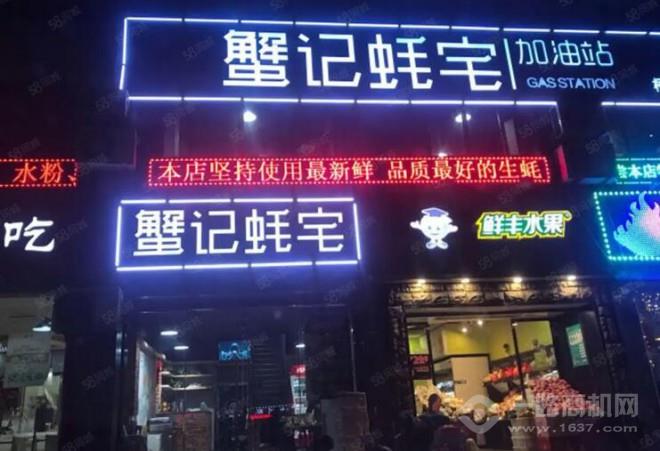 蟹记蚝宅
加油站
GAS STATION
水粉、
本店坚持使用最新鲜 品质最好的生蚝
本店
吃
蟹记蚝宅
鲜丰水果
商机网
www.1637.com